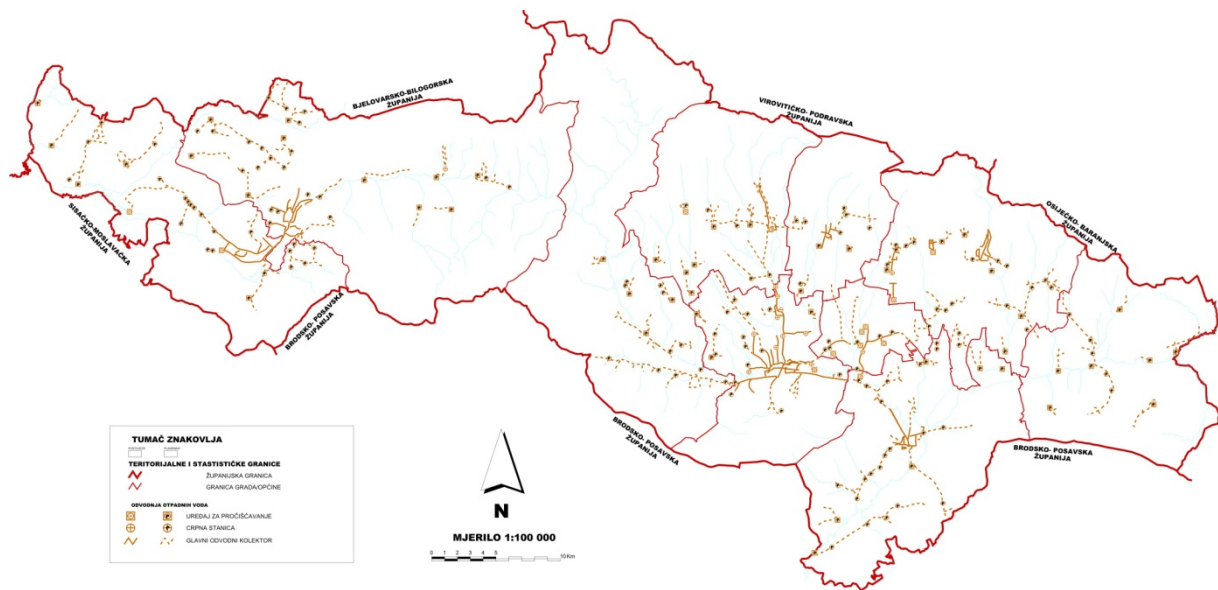 BJELOVARSKO-BILOGORSKA
ŽUPANIJA
VIROVITIČKO- PODRAVSKA
ŽUPANIJA
OSIJEČKO- BARANJSKA
ŽUPANIJA
SISAČKO-MOSLAVAČKA
ŽUPANIJA
BRODSKO- POSAVSKA
ŽUPANIJA
BRODSKO- POSAVSKA
ŽUPANIJA
BRODSKO- POSAVSKA
ŽUPANIJA
TUMAČ ZNAKOVLJA
TERITORIJALNE I STASTISTIČKE GRANICE
ŽUPANIJSKA GRANICA
GRANICA GRADA/OPĆINE
ODVODNJA OTPADNIH VODA
UREĐAJ ZA PROČIŠĆAVANJE
CRPNA STANICA
GLAVNI ODVODNI KOLEKTOR
N
MJERILO 1:100 000
0 1 2 3 4 5 10 Km